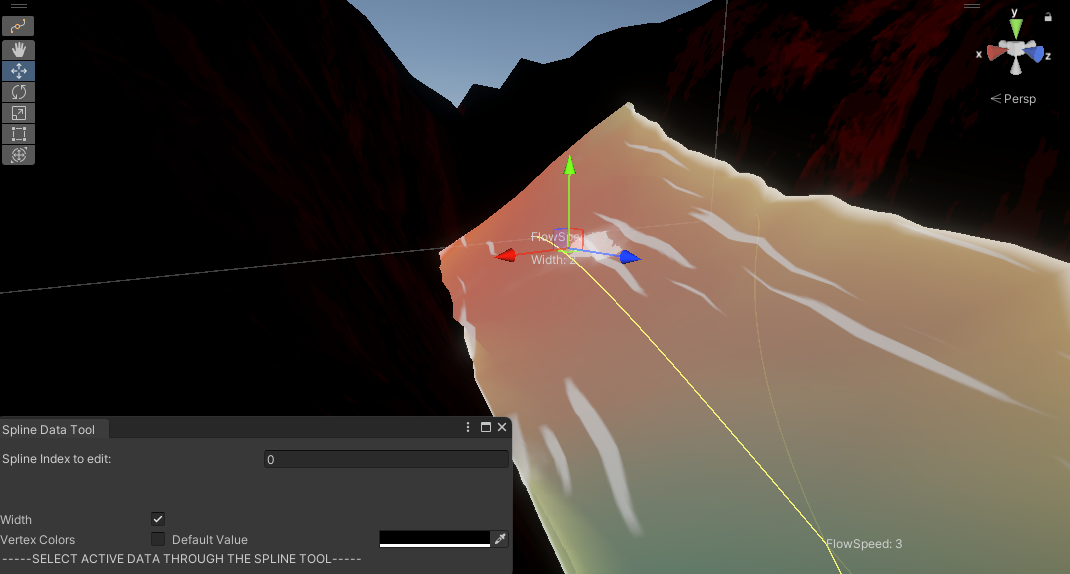 y
x
z
Persp
Width: 2
FlowSpeed: 3
Spline Data Tool
Spline Index to edit:
0
Width
Vertex Colors
Default Value
-----SELECT ACTIVE DATA THROUGH THE SPLINE TOOL-----